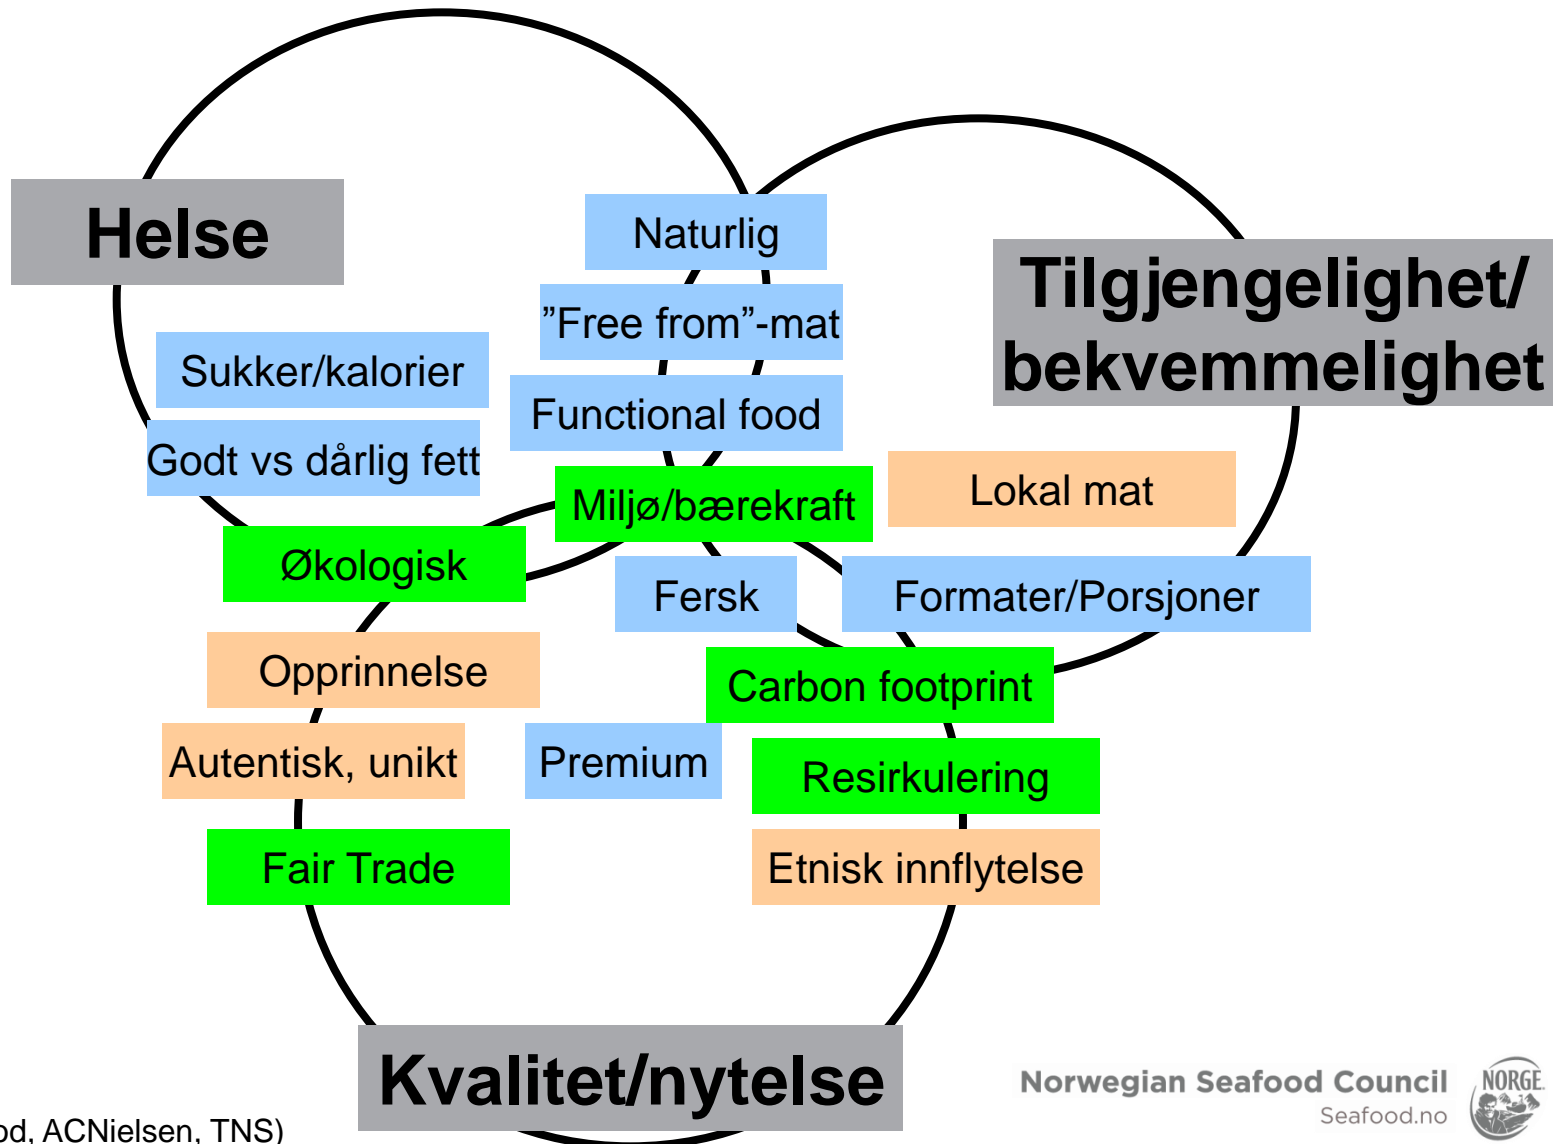 Helse
Naturlig
Tilgjengelighet/
bekvemmelighet
”Free from”-mat
Sukker/kalorier
Functional food
Godt vs dårlig fett
Miljø/bærekraft
Lokal mat
Økologisk
Fersk
Formater/Porsjoner
Opprinnelse
Carbon footprint
Autentisk, unikt
Premium
Resirkulering
Fair Trade
Etnisk innflytelse
Kvalitet/nytelse
Norwegian Seafood Council
Seafood.no
NORGE
ACNielsen, TNS)